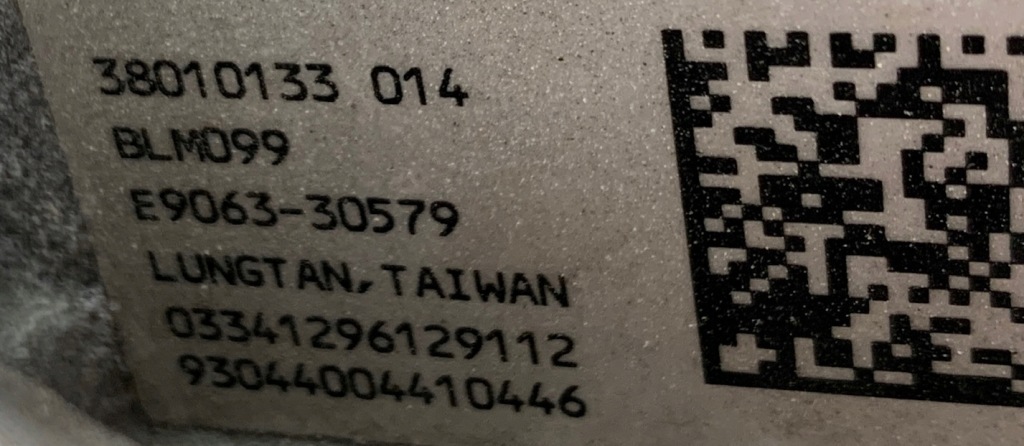 38010133 014
BLM099
E9063-30579
LUNGTAN, TAIWAN
03341296129112
93044004410446